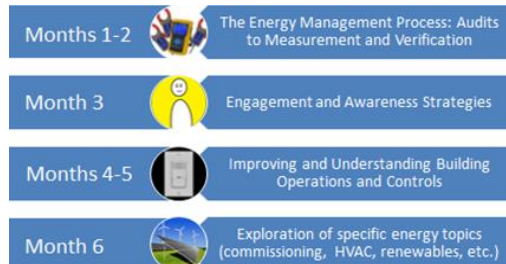 Months 1-2
The Energy Management Process: Audits
to Measurement and Verification
Month 3
Engagement and Awareness Strategies
Months 4-5
Improving and Understanding Building
Operations and Controls
Month 6
Exploration of specific energy topics
(commissioning, HVAC, renewables, etc.)